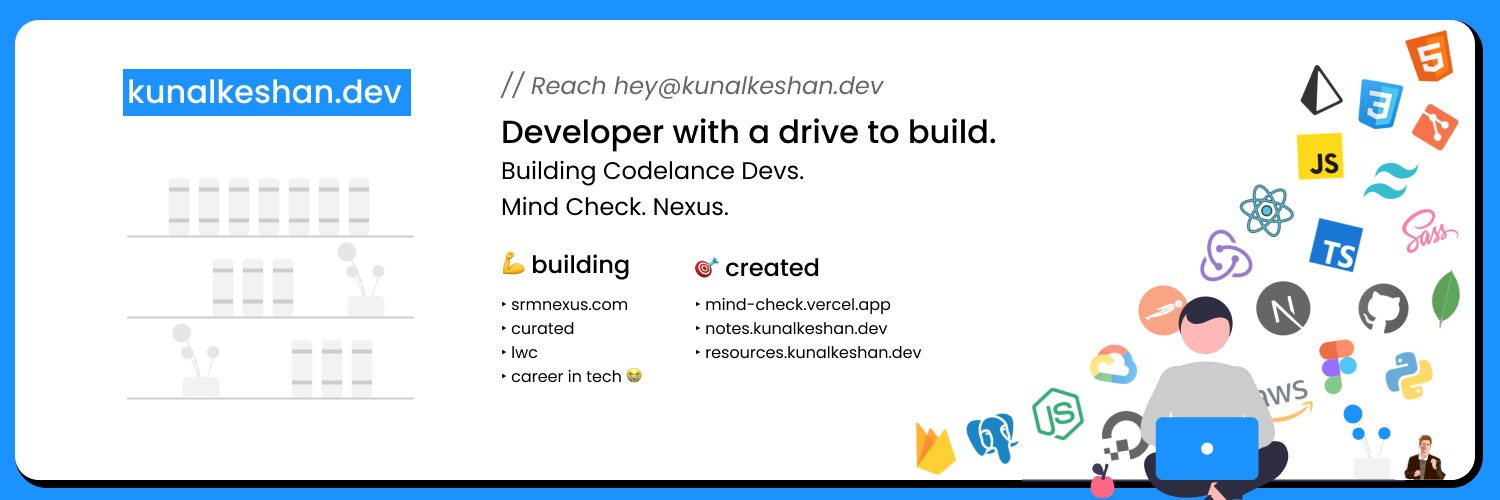 kunalkeshan.dev
// Reach hey@kunalkeshan.dev
Developer with a drive to build.
Building Codelance Devs.
Mind Check. Nexus.
💪 building
‣ srmnexus.com
‣ curated
‣ lwc
‣ career in tech 😭
🎯 created
‣ mind-check.vercel.app
‣ notes.kunalkeshan.dev
‣ resources.kunalkeshan.dev
5
3
JS
TS
Sass
N
aws
JS